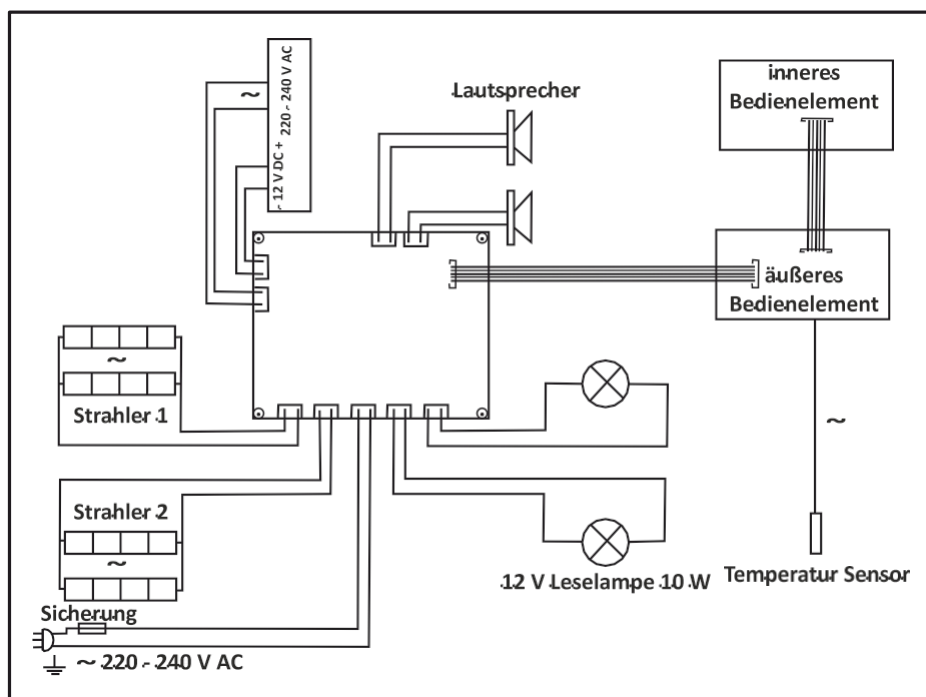 220 - 240 V AC
~
- 12 V DC +
Lautsprecher
inneres
Bedienelement
äußeres
Bedienelement
~
Strahler 1
~
Strahler 2
~
12 V Leselampe 10 W
Temperatur Sensor
Sicherung
~ 220 - 240 V AC